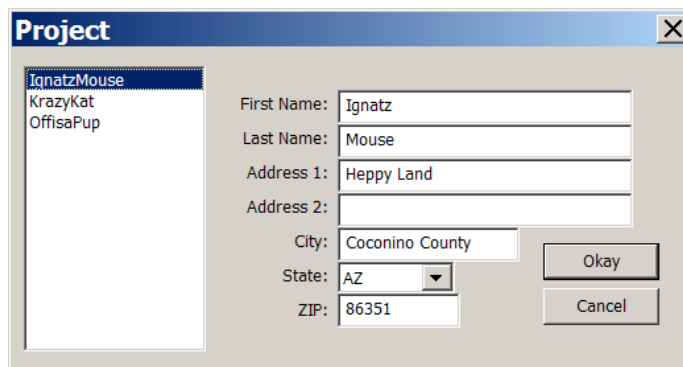 Project
IgnatzMouse
KrazyKat
OffisaPup
First Name: Ignatz
Last Name: Mouse
Address 1: Heppy Land
Address 2:
City: Coconino County
State: AZ
ZIP: 86351
Okay
Cancel